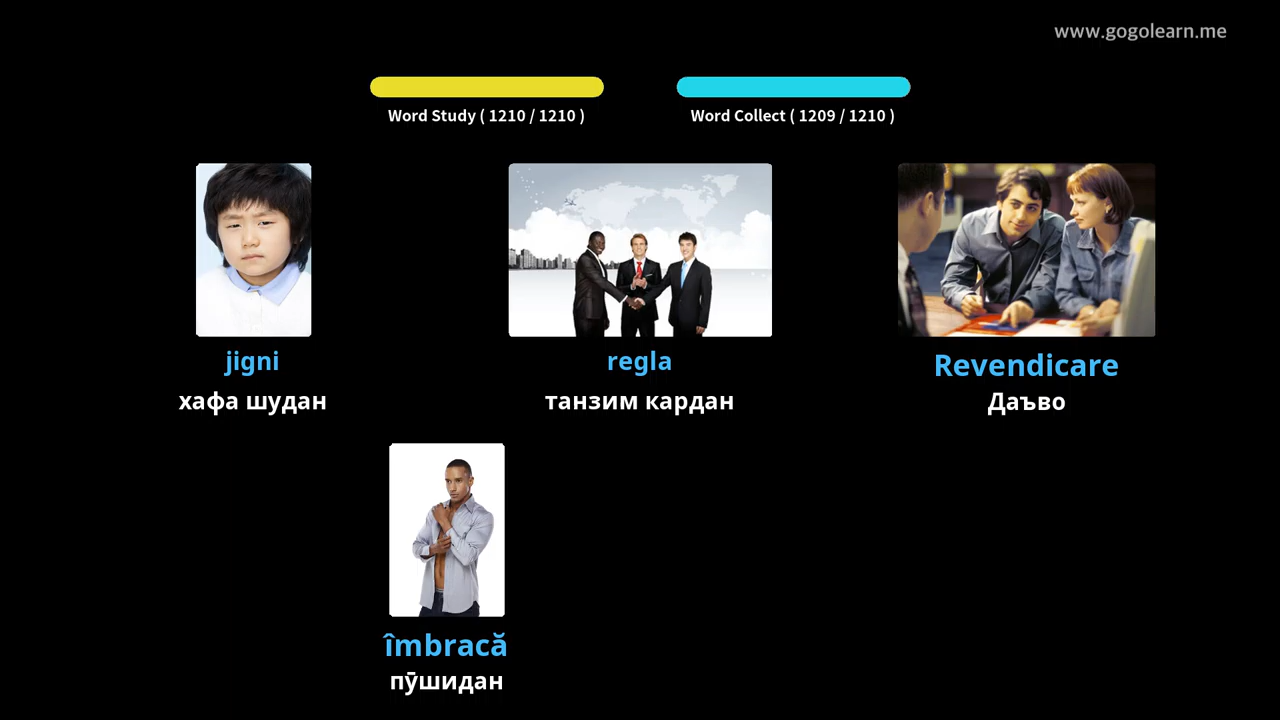 www.gogolearn.me
Word Study ( 1210 / 1210 )
Word Collect ( 1209 / 1210 )
jigni
хафа шудан
regla
танзим кардан
Revendicare
Даъво
îmbracă
пӯшидан